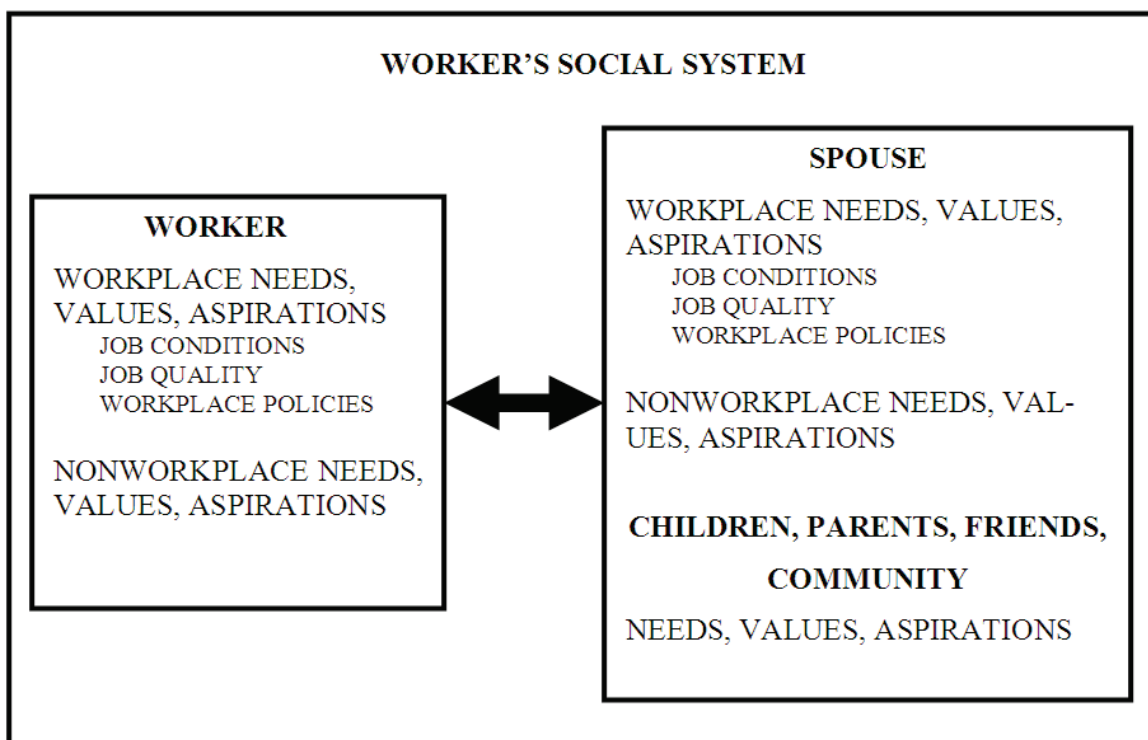 WORKER’S SOCIAL SYSTEM
WORKER
WORKPLACE NEEDS,
VALUES, ASPIRATIONS
JOB CONDITIONS
JOB QUALITY
WORKPLACE POLICIES
NONWORKPLACE NEEDS,
VALUES, ASPIRATIONS
SPOUSE
WORKPLACE NEEDS, VALUES,
ASPIRATIONS
JOB CONDITIONS
JOB QUALITY
WORKPLACE POLICIES
NONWORKPLACE NEEDS, VAL-
UES, ASPIRATIONS
CHILDREN, PARENTS, FRIENDS,
COMMUNITY
NEEDS, VALUES, ASPIRATIONS